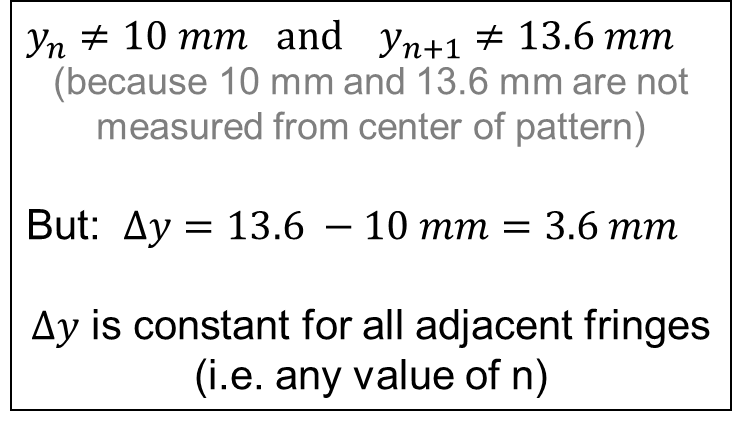 yₙ ≠ 10 mm and yₙ₊₁ ≠ 13.6 mm
(because 10 mm and 13.6 mm are not
measured from center of pattern)
But: Δy = 13.6 − 10 mm = 3.6 mm
Δy is constant for all adjacent fringes
(i.e. any value of n)